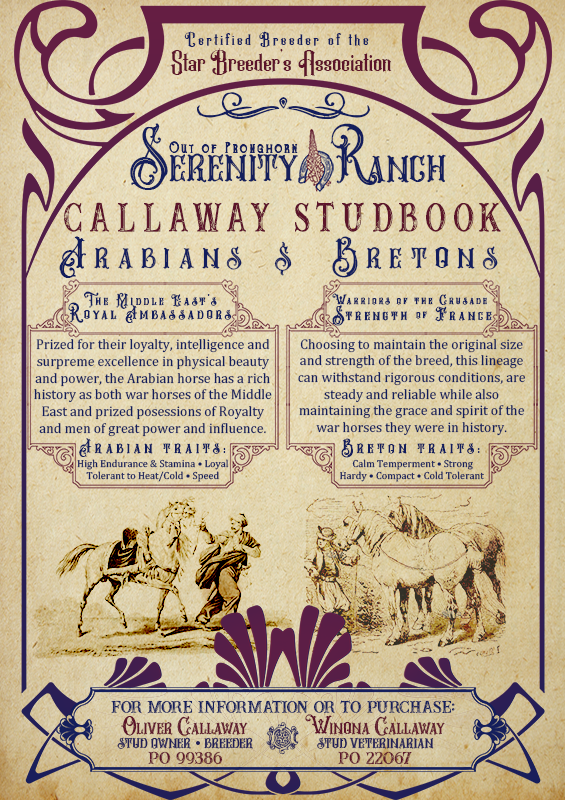 Certified Breeder of the
Star Breeder's Association
Out of Pronghorn
Serenity Ranch
CALLAWAY STUDBOOK
Arabians & Bretons
The Middle East's
Royal Ambassadors
Prized for their loyalty, intelligence and
surpreme excellence in physical beauty
and power, the Arabian horse has a rich
history as both war horses of the Middle
East and prized posessions of Royalty
and men of great power and influence.
Arabian traits:
High Endurance & Stamina • Loyal
Tolerant to Heat/Cold • Speed
Warriors of the Crusade
Strength of France
Choosing to maintain the original size
and strength of the breed, this lineage
can withstand rigorous conditions, are
steady and reliable while also
maintaining the grace and spirit of the
war horses they were in history.
Breton traits:
Calm Temperment • Strong
Hardy • Compact • Cold Tolerant
FOR MORE INFORMATION OR TO PURCHASE:
Oliver Callaway
STUD OWNER • BREEDER
PO 99386
Winona Callaway
STUD VETERINARIAN
PO 22067